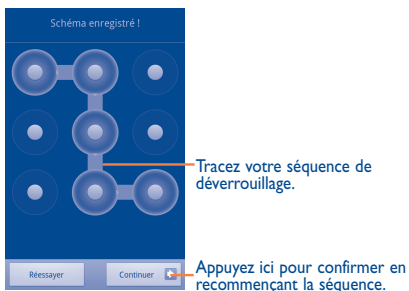 Schéma enregistré !
Tracez votre séquence de
déverrouillage.
Réessayer
Continuer
Appuyez ici pour confirmer en
recommençant la séquence.